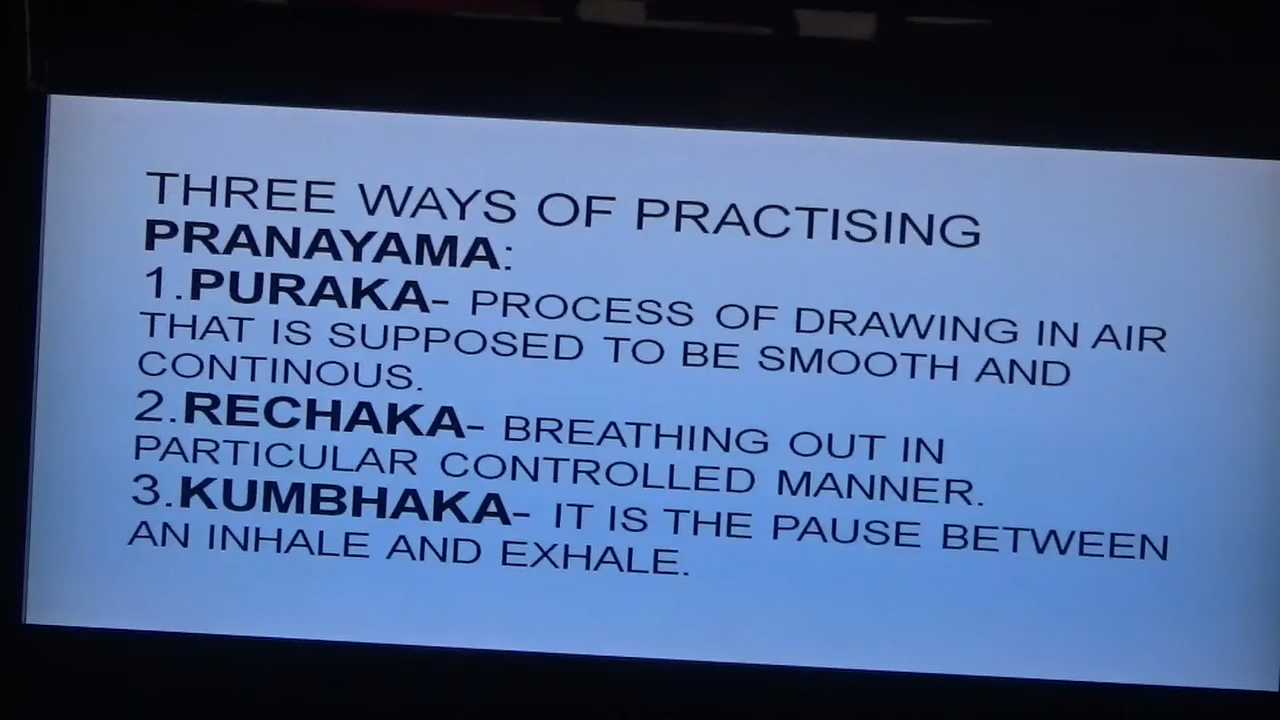 THREE WAYS OF PRACTISING
PRANAYAMA:
1.PURAKA- PROCESS OF DRAWING IN AIR
THAT IS SUPPOSED TO BE SMOOTH AND
CONTINOUS.
2.RECHAKA- BREATHING OUT IN
PARTICULAR CONTROLLED MANNER.
3.KUMBHAKA- IT IS THE PAUSE BETWEEN
AN INHALE AND EXHALE.